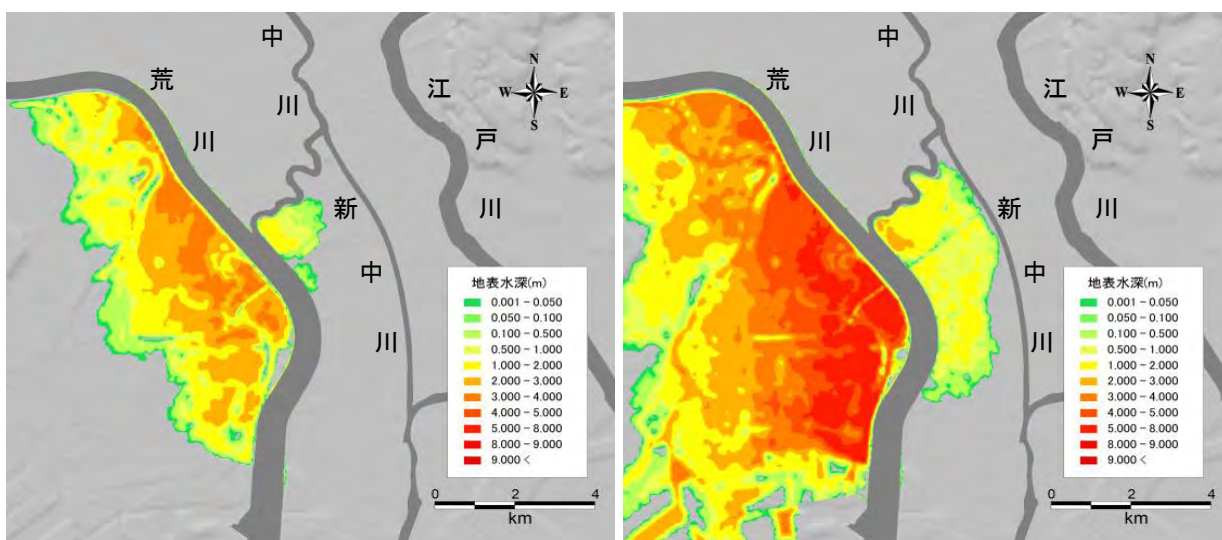 中川
荒川
江戸川
新中川
N
W E
S
地表水深(m)
0.001 - 0.050
0.050 - 0.100
0.100 - 0.500
0.500 - 1.000
1.000 - 2.000
2.000 - 3.000
3.000 - 4.000
4.000 - 5.000
5.000 - 8.000
8.000 - 9.000
9.000 <
0 2 4
km
中川
荒川
江戸川
新中川
N
W E
S
地表水深(m)
0.001 - 0.050
0.050 - 0.100
0.100 - 0.500
0.500 - 1.000
1.000 - 2.000
2.000 - 3.000
3.000 - 4.000
4.000 - 5.000
5.000 - 8.000
8.000 - 9.000
9.000 <
0 2 4
km